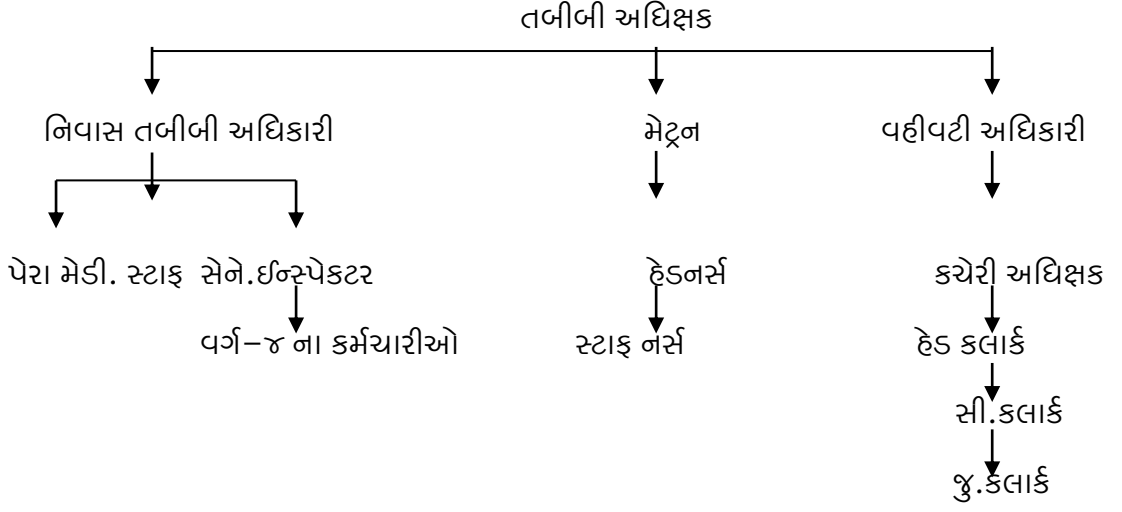 તબીબી અધિક્ષક
નિવાસ તબીબી અધિકારી મેટ્રન વહીવટી અધિકારી
પેરા મેડી. સ્ટાફ સેને.ઈન્સ્પેકટર હેડનર્સ કચેરી અધિક્ષક
વર્ગ–૪ ના કર્મચારીઓ સ્ટાફ નર્સ હેડ કલાર્ક
સી.કલાર્ક
જુ.કલાર્ક